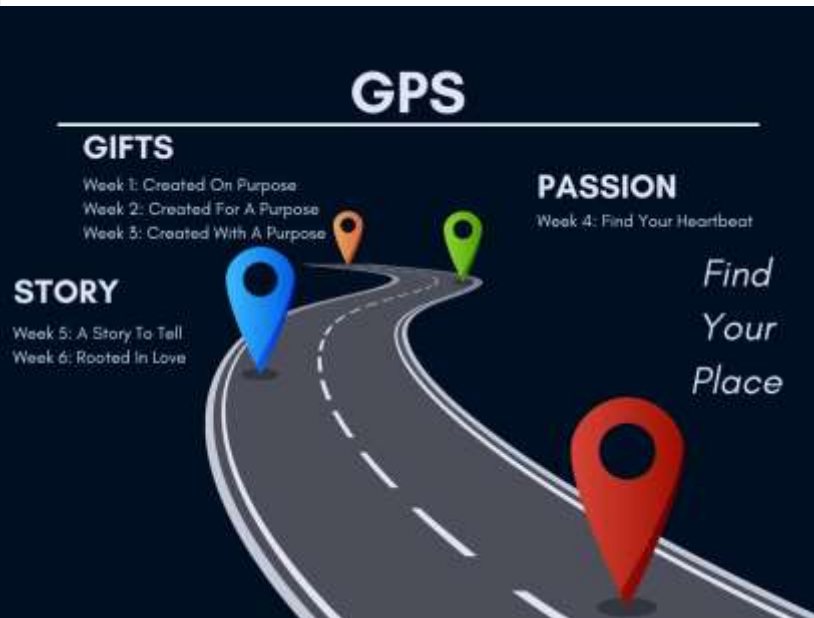 GPS
GIFTS
Week 1: Created On Purpose
Week 2: Created For A Purpose
Week 3: Created With A Purpose
PASSION
Week 4: Find Your Heartbeat
STORY
Week 5: A Story To Tell
Week 6: Rooted In Love
Find
Your
Place